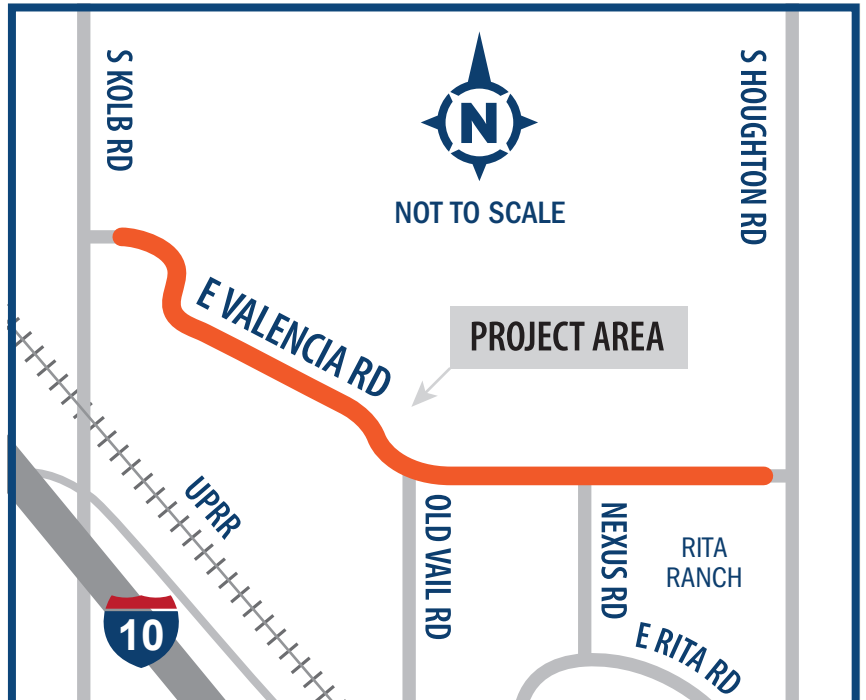 S KOLB RD
N
S HOUGHTON RD
NOT TO SCALE
E VALENCIA RD
PROJECT AREA
UPRR
OLD VAIL RD
NEXUS RD
RITA
RANCH
10
E RITA RD